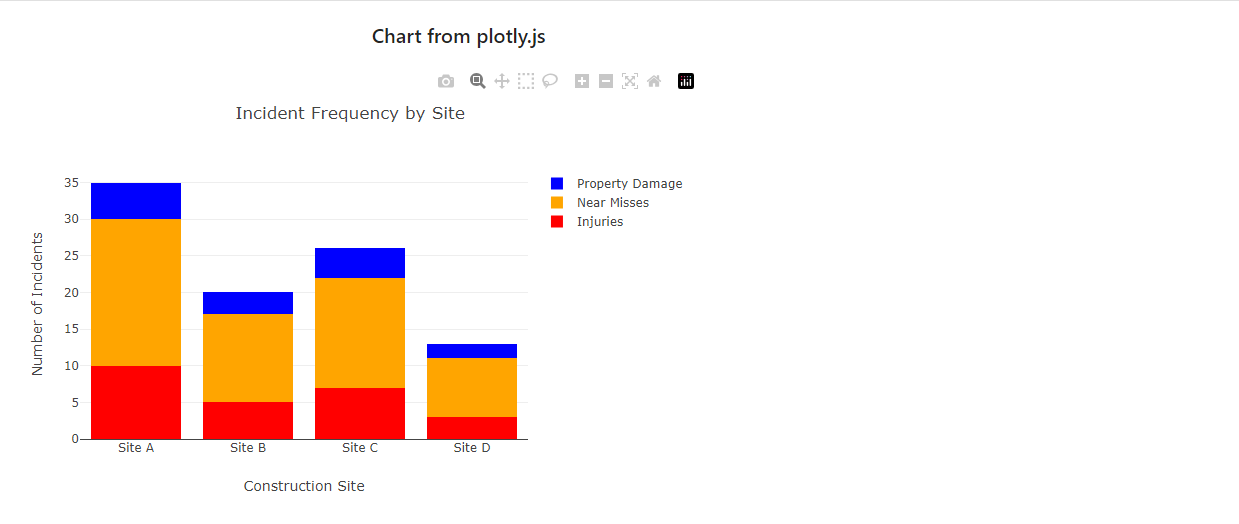 Chart from plotly.js
Incident Frequency by Site
35
30
25
20
15
10
5
0
Number of Incidents
Site A Site B Site C Site D
Construction Site
Property Damage
Near Misses
Injuries